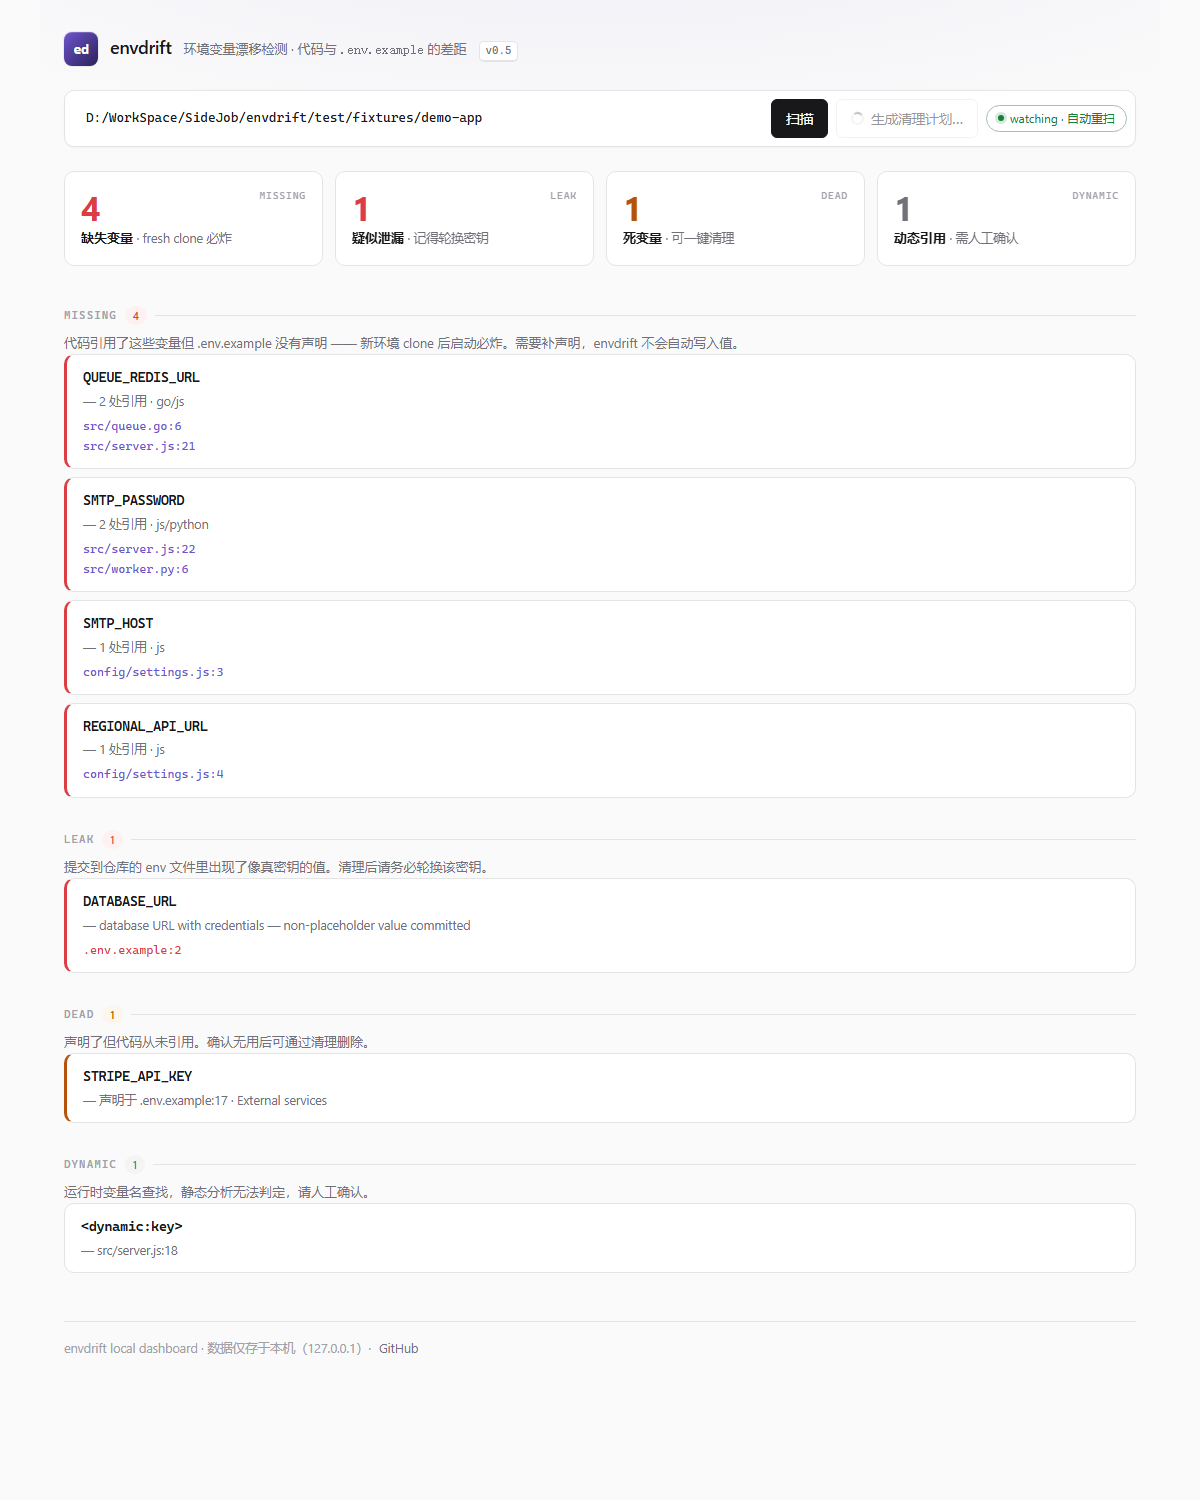 ed envdrift 环境变量漂移检测 · 代码与 .env.example 的差距 v0.5
D:/WorkSpace/SideJob/envdrift/test/fixtures/demo-app 扫描 生成清理计划… watching · 自动重扫
4 MISSING
缺失变量 · fresh clone 必炸
1 LEAK
疑似泄漏 · 记得轮换密钥
1 DEAD
死变量 · 可一键清理
1 DYNAMIC
动态引用 · 需人工确认
MISSING 4
代码引用了这些变量但 .env.example 没有声明 —— 新环境 clone 后启动必炸。需要补声明，envdrift 不会自动写入值。
QUEUE_REDIS_URL
— 2 处引用 · go/js
src/queue.go:6
src/server.js:21
SMTP_PASSWORD
— 2 处引用 · js/python
src/server.js:22
src/worker.py:6
SMTP_HOST
— 1 处引用 · js
config/settings.js:3
REGIONAL_API_URL
— 1 处引用 · js
config/settings.js:4
LEAK 1
提交到仓库的 env 文件里出现了像真密钥的值。清理后请务必轮换该密钥。
DATABASE_URL
— database URL with credentials — non-placeholder value committed
.env.example:2
DEAD 1
声明了但代码从未引用。确认无用后可通过清理删除。
STRIPE_API_KEY
— 声明于 .env.example:17 · External services
DYNAMIC 1
运行时变量名查找，静态分析无法判定，请人工确认。
<dynamic:key>
— src/server.js:18
envdrift local dashboard · 数据仅存于本机（127.0.0.1） · GitHub